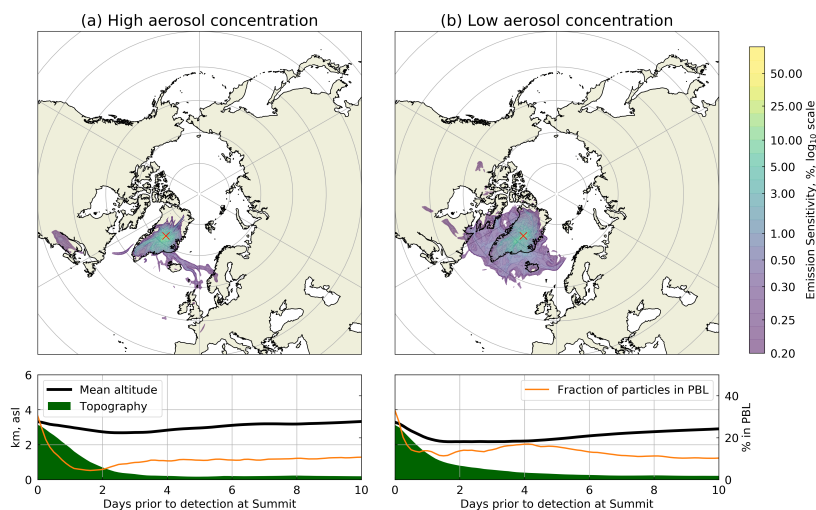 (a) High aerosol concentration
(b) Low aerosol concentration
50.00
25.00
10.00
5.00
3.00
1.00
0.50
0.30
0.25
0.20
Emission Sensitivity, %, log10 scale
6
4
2
0
km, asl
Mean altitude
Topography
0 2 4 6 8 10
Days prior to detection at Summit
Fraction of particles in PBL
40
20
0
% in PBL
0 2 4 6 8 10
Days prior to detection at Summit